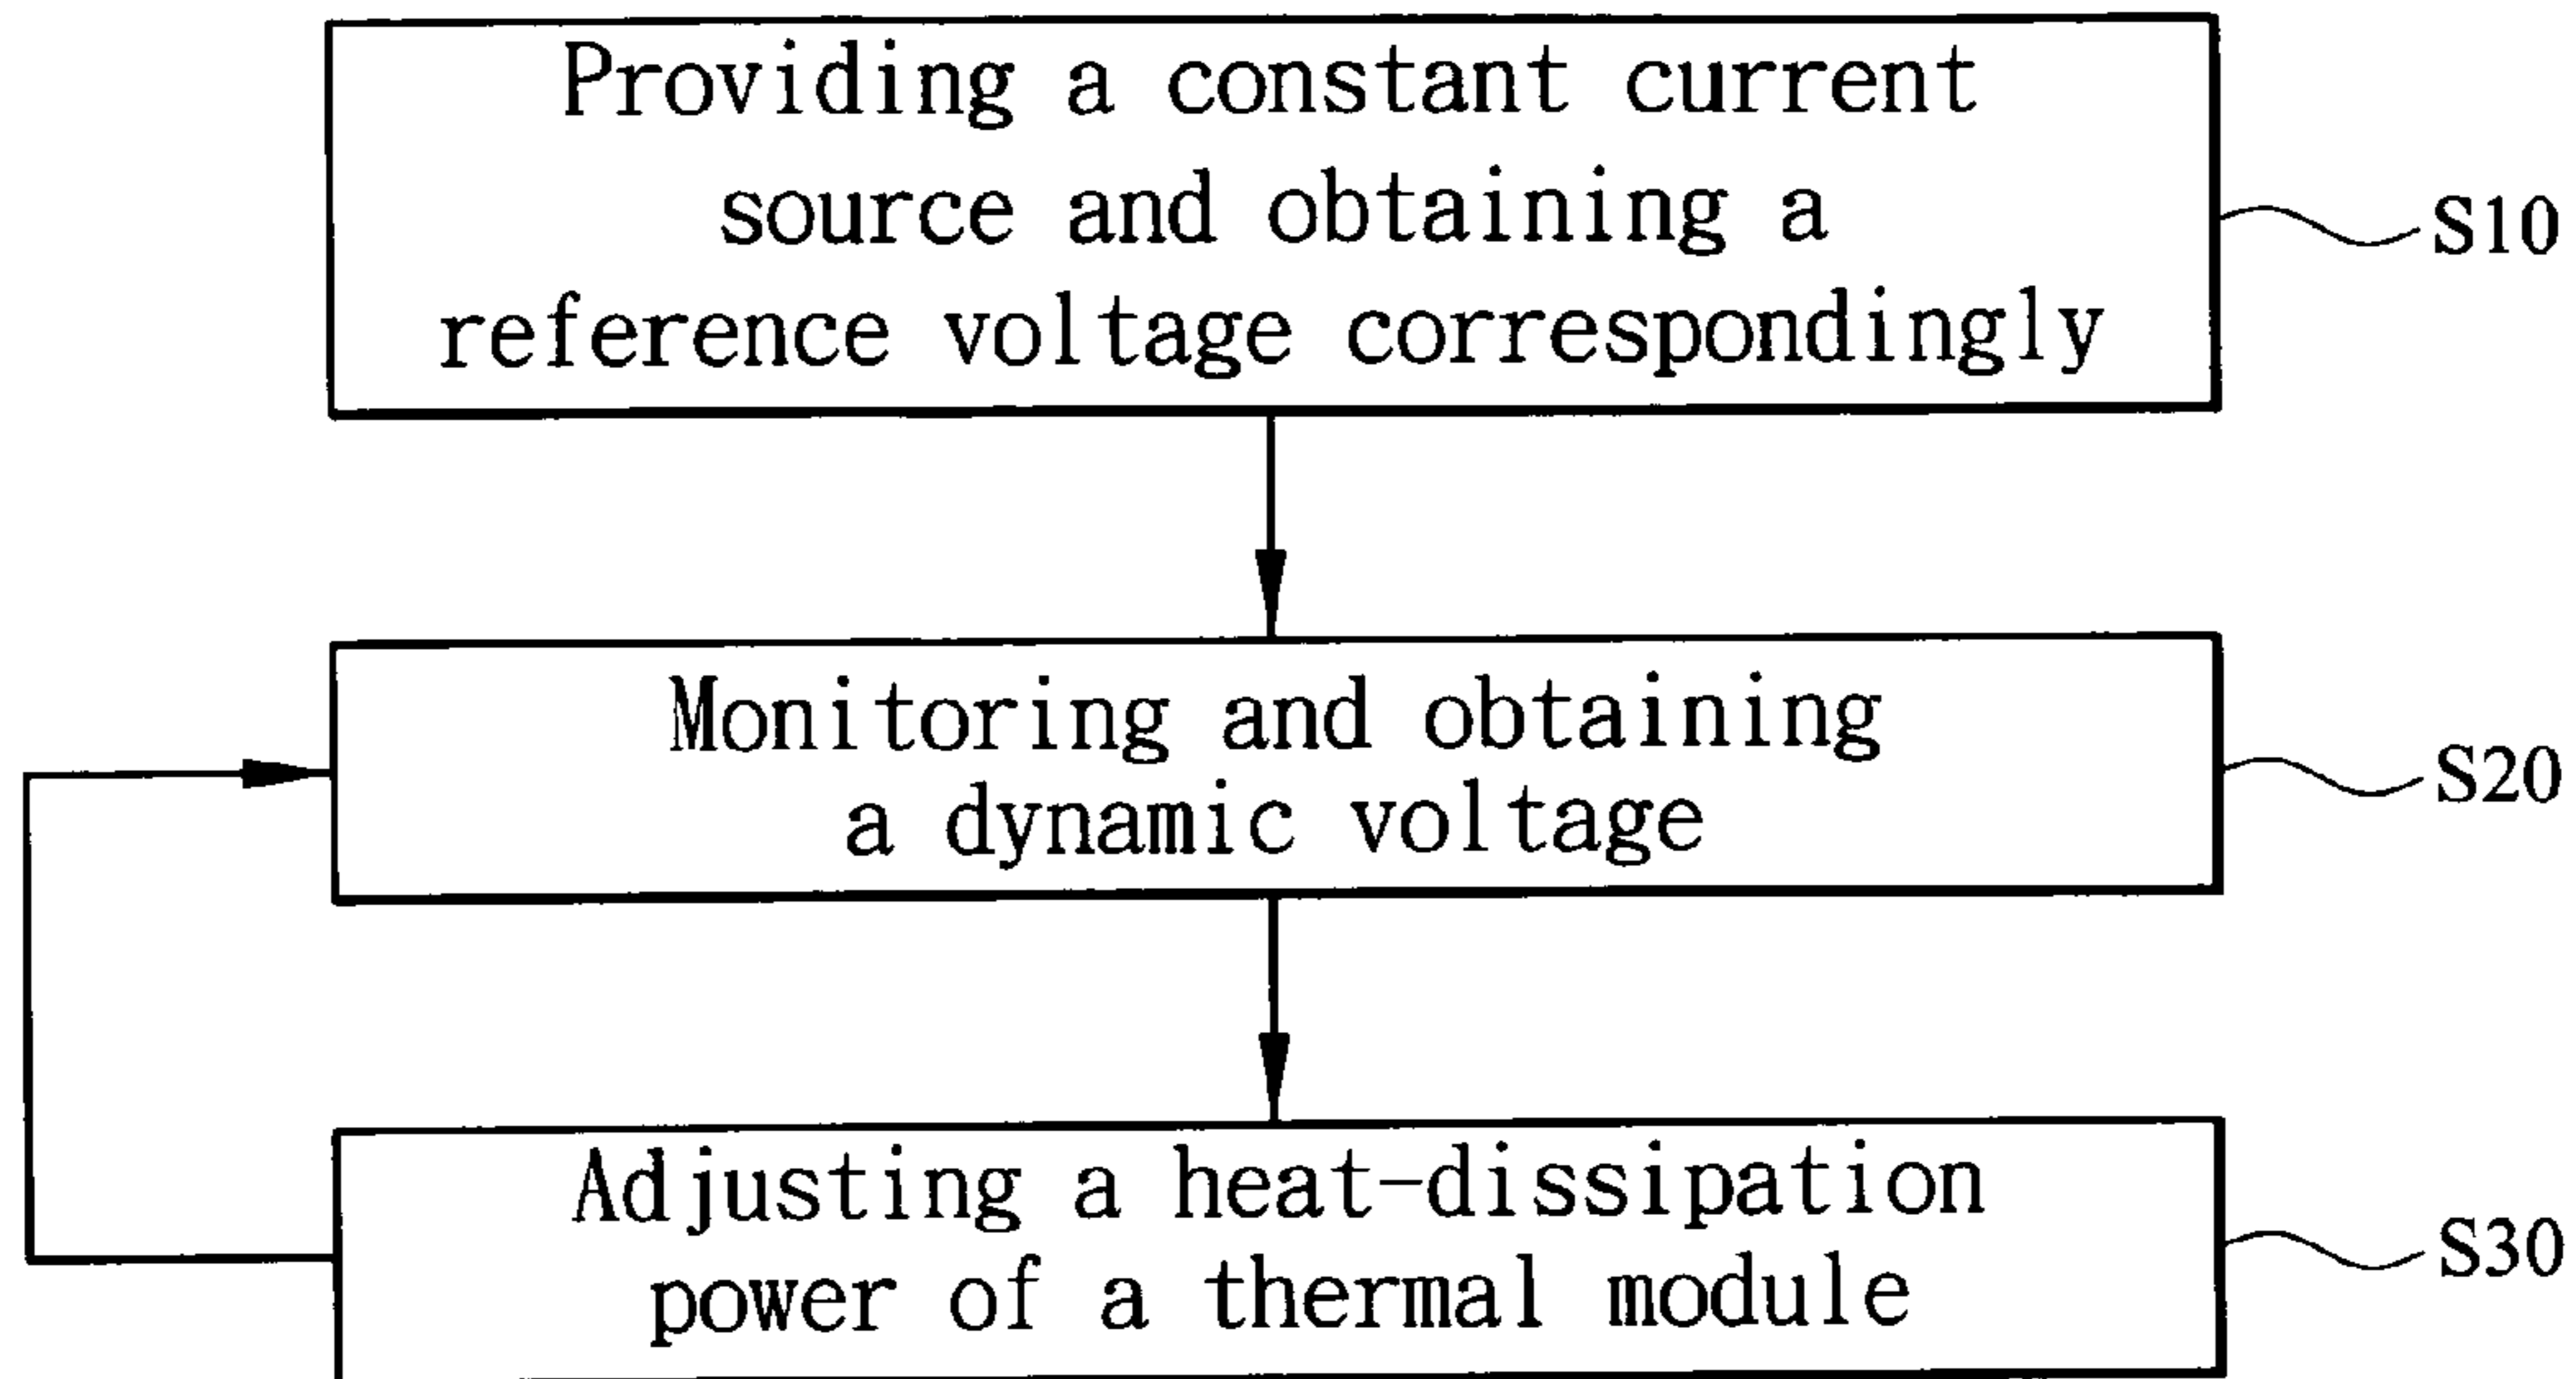 Providing a constant current
source and obtaining a
reference voltage correspondingly
S10
Monitoring and obtaining
a dynamic voltage
S20
Adjusting a heat-dissipation
power of a thermal module
S30